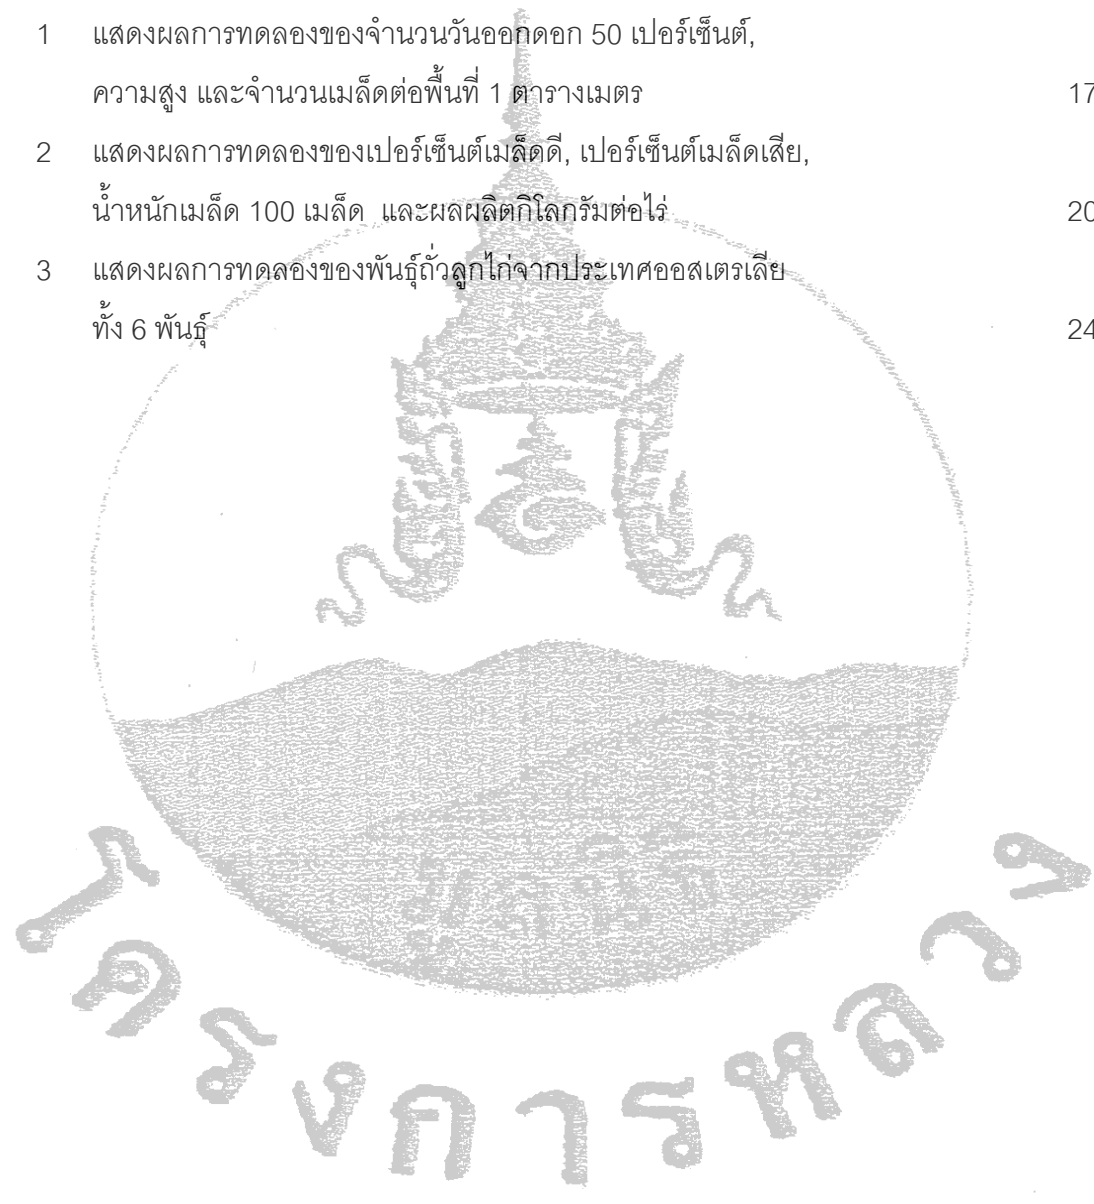 1 แสดงผลการทดลองของจำนวนวันออกดอก 50 เปอร์เซ็นต์,
ความสูง และจำนวนเมล็ดต่อพื้นที่ 1 ตารางเมตร 17
2 แสดงผลการทดลองของเปอร์เซ็นต์เมล็ดดี, เปอร์เซ็นต์เมล็ดเสีย,
น้ำหนักเมล็ด 100 เมล็ด และผลผลิตกิโลกรัมต่อไร่ 20
3 แสดงผลการทดลองของพันธุ์ถั่วลูกไก่จากประเทศออสเตรเลีย
ทั้ง 6 พันธุ์ 24
โครงการหลวง